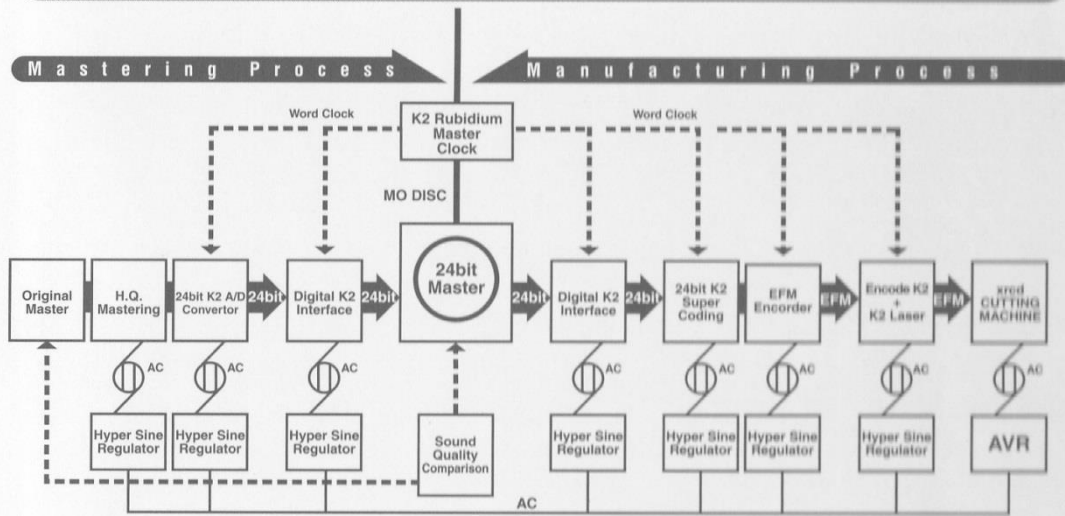 Mastering Process
Manufacturing Process
Word Clock
K2 Rubidium
Master
Clock
Word Clock
MO DISC
Original
Master
H.Q.
Mastering
24bit K2 A/D
Convertor
24bit
Digital K2
Interface
24bit
24bit
Master
24bit
Digital K2
Interface
24bit
24bit K2
Super
Coding
EFM
Encorder
EFM
Encode K2
+
K2 Laser
EFM
xrcd
CUTTING
MACHINE
AC
AC
AC
AC
AC
AC
AC
AC
Hyper Sine
Regulator
Hyper Sine
Regulator
Hyper Sine
Regulator
Sound
Quality
Comparison
Hyper Sine
Regulator
Hyper Sine
Regulator
Hyper Sine
Regulator
Hyper Sine
Regulator
AVR
AC